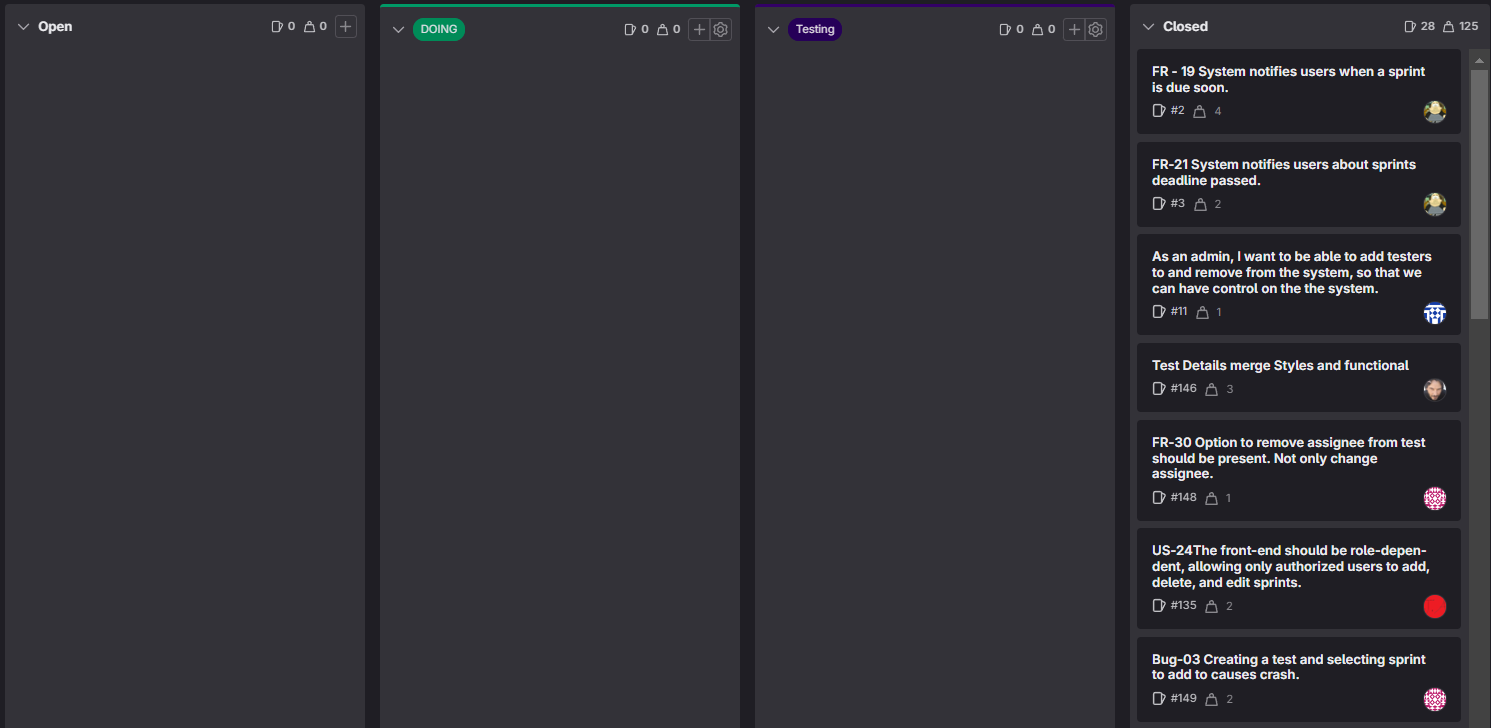 Open 0 0
DOING 0 0
Testing 0 0
Closed 28 125
FR - 19 System notifies users when a sprint
is due soon.
#2 4
FR-21 System notifies users about sprints
deadline passed.
#3 2
As an admin, I want to be able to add testers
to and remove from the system, so that we
can have control on the the system.
#11 1
Test Details merge Styles and functional
#146 3
FR-30 Option to remove assignee from test
should be present. Not only change
assignee.
#148 1
US-24The front-end should be role-depen-
dent, allowing only authorized users to add,
delete, and edit sprints.
#135 2
Bug-03 Creating a test and selecting sprint
to add to causes crash.
#149 2